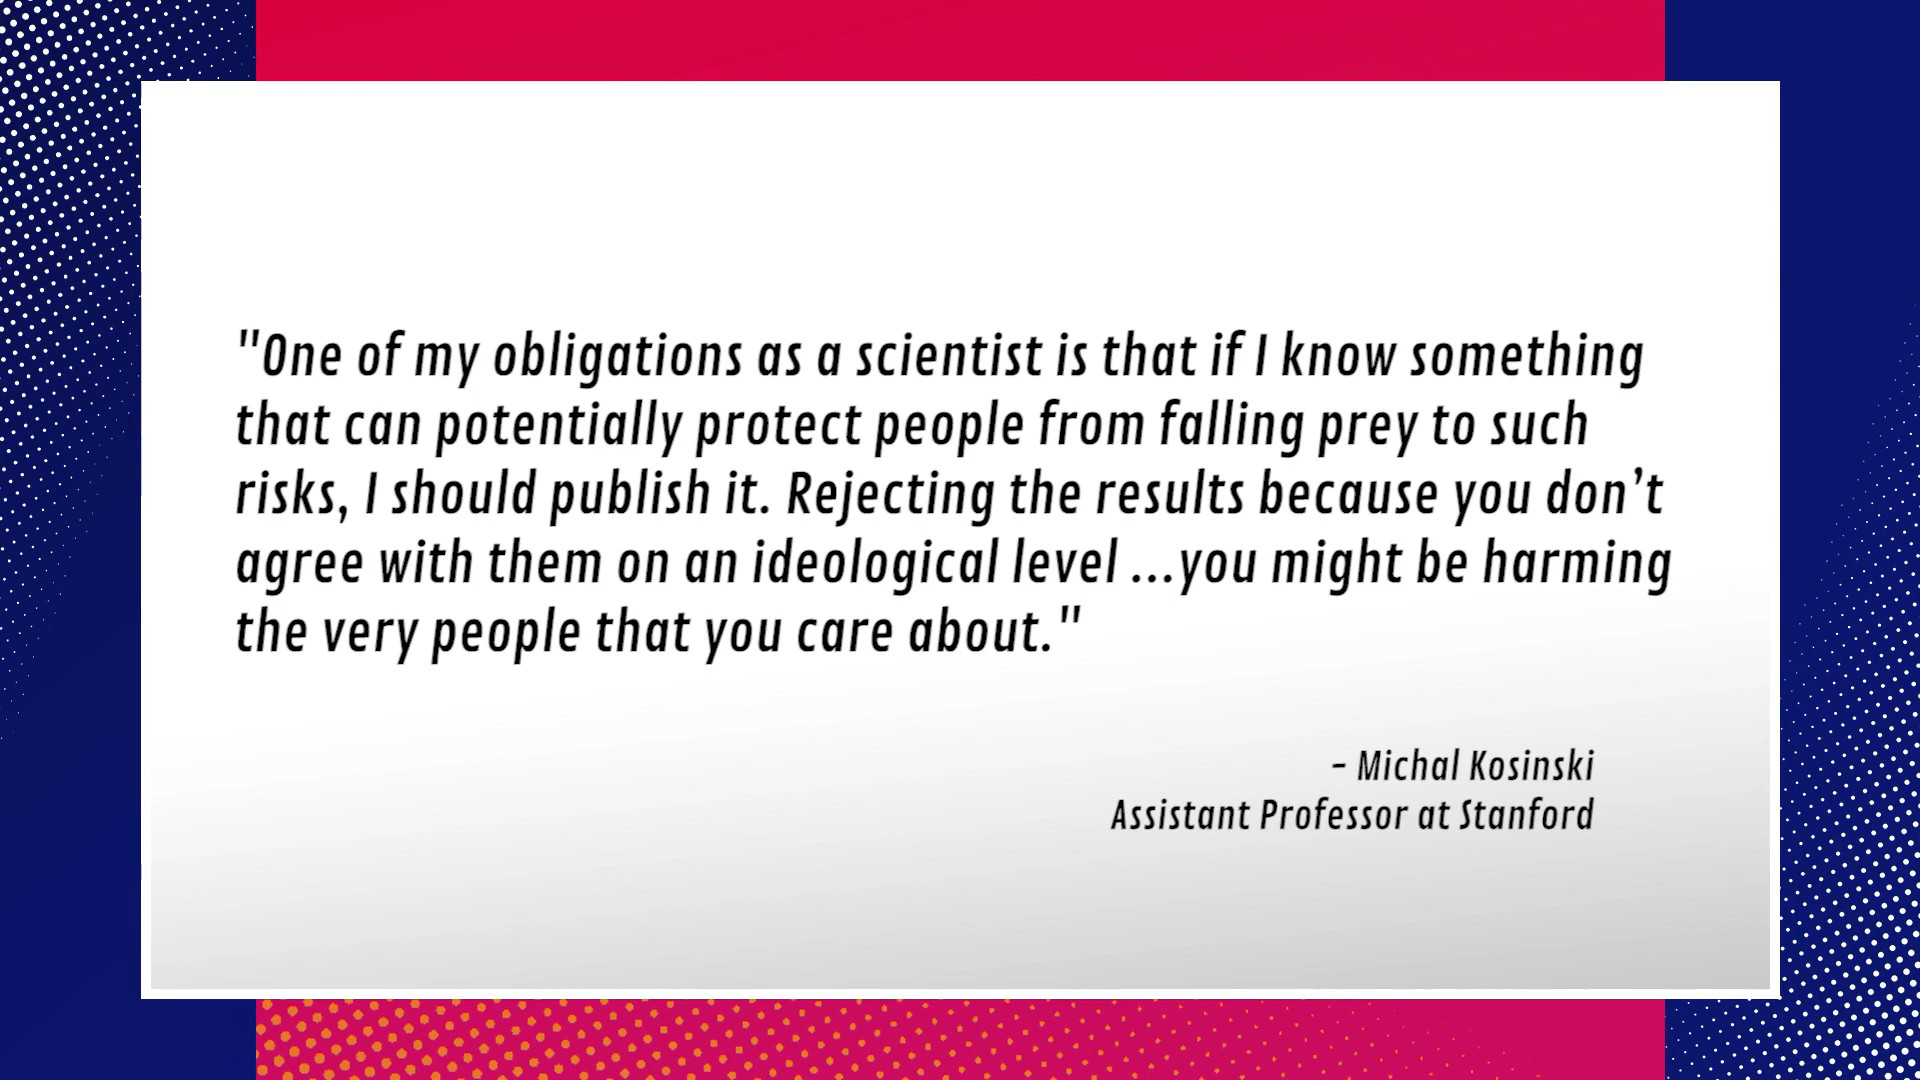 "One of my obligations as a scientist is that if I know something
that can potentially protect people from falling prey to such
risks, I should publish it. Rejecting the results because you don’t
agree with them on an ideological level ...you might be harming
the very people that you care about."
- Michal Kosinski
Assistant Professor at Stanford